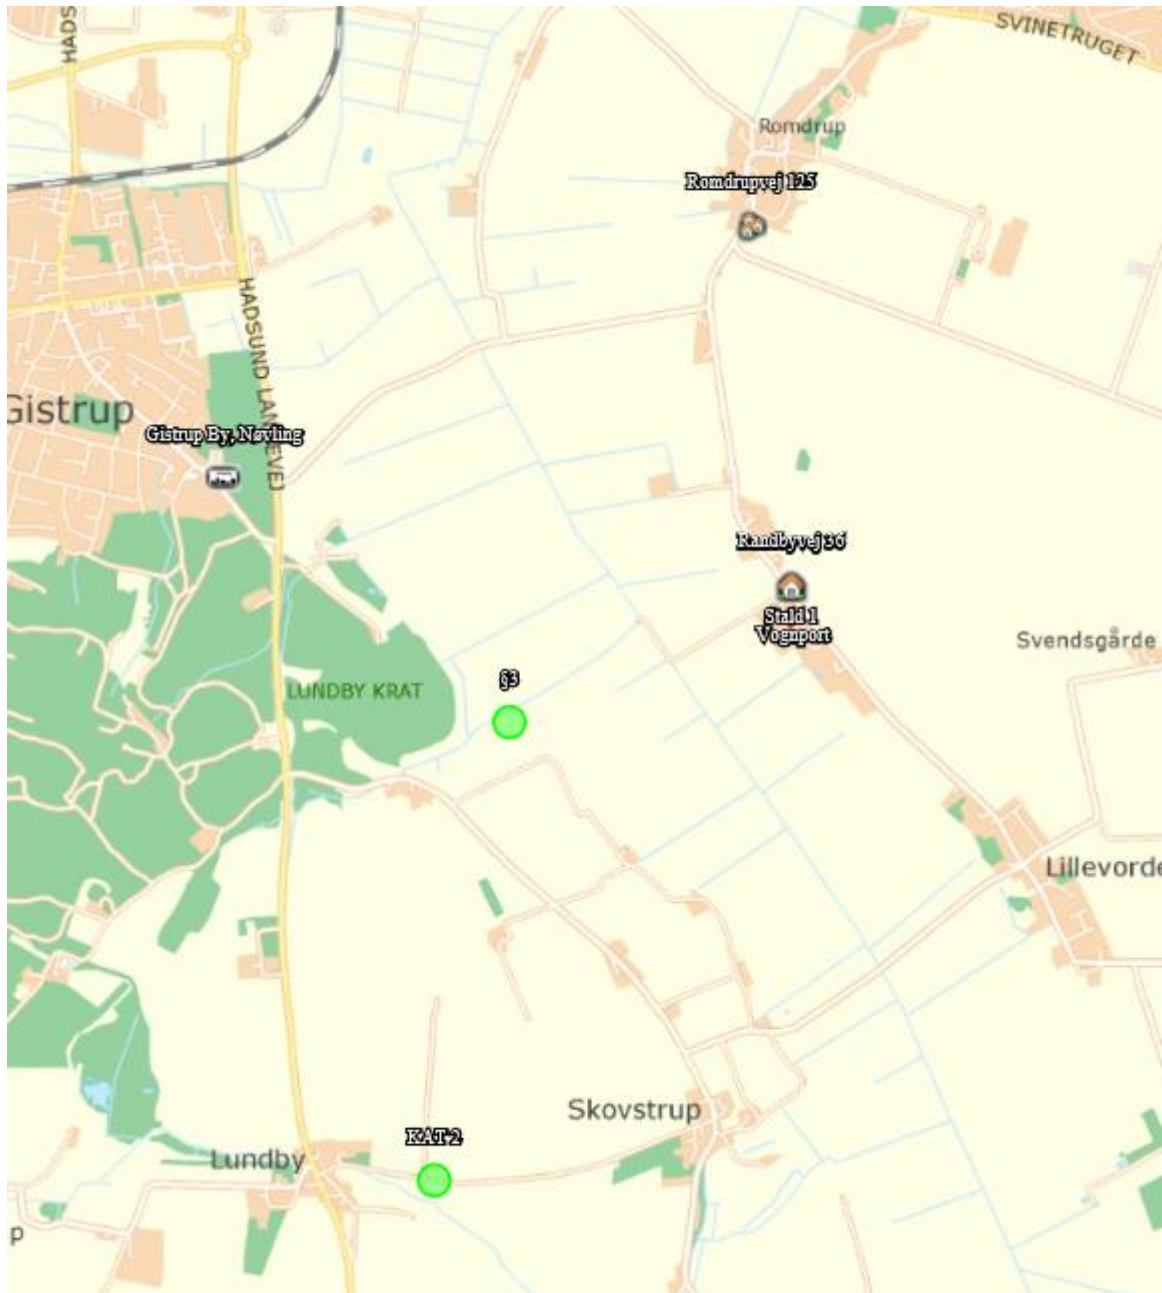 HADS
SVINETRUGET
Romdrup
Romdrupvej 125
HADSUND LANDEVEJ
Gistrup
Gistrup By, Nøvling
Randbyvej 36
Stald 1
Vognport
Svendsgårde
§3
LUNDBY KRAT
Lillevorde
Skovstrup
KAT 2
Lundby
p